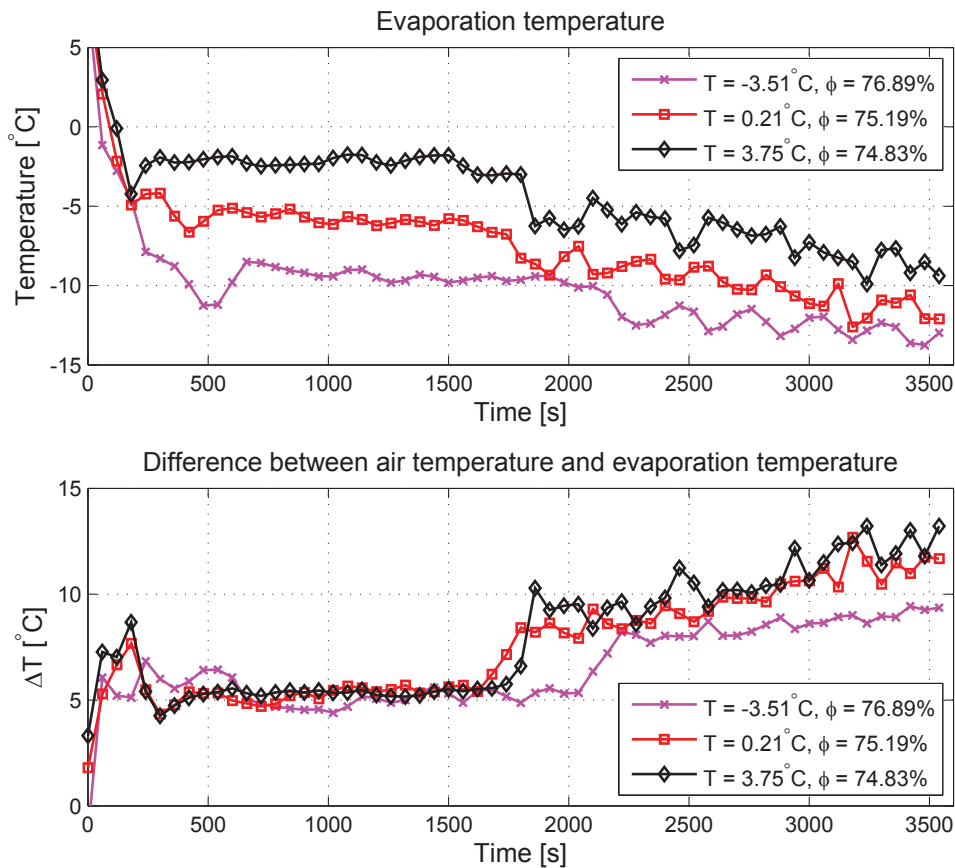 Evaporation temperature
Temperature [°C]
5
0
-5
-10
-15
T = -3.51°C, ϕ = 76.89%
T = 0.21°C, ϕ = 75.19%
T = 3.75°C, ϕ = 74.83%
0 500 1000 1500 2000 2500 3000 3500
Time [s]
Difference between air temperature and evaporation temperature
ΔT [°C]
15
10
5
0
T = -3.51°C, ϕ = 76.89%
T = 0.21°C, ϕ = 75.19%
T = 3.75°C, ϕ = 74.83%
0 500 1000 1500 2000 2500 3000 3500
Time [s]